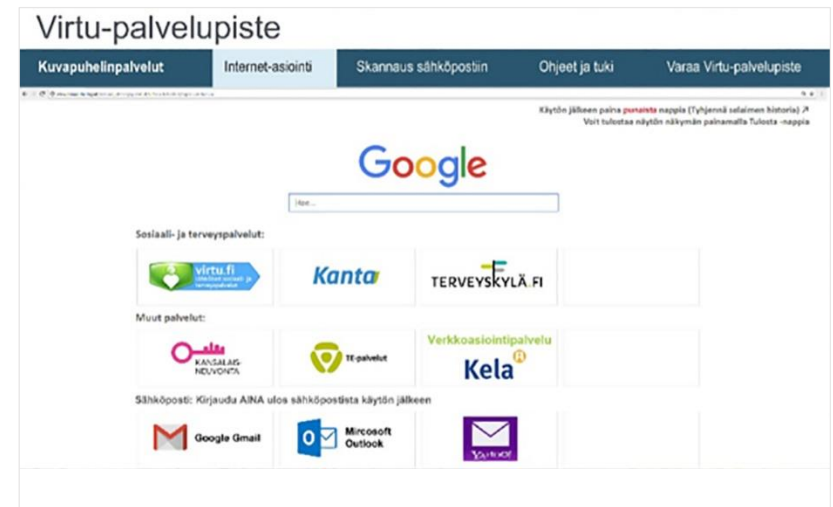 Virtu-palvelupiste
Kuvapuhelinpalvelut Internet-asiointi Skannaus sähköpostiin Ohjeet ja tuki Varaa Virtu-palvelupiste
Käytön jälkeen paina punaista nappia (Tyhjennä selaimen historia)
Voit tulostaa näytön näkymän painamalla Tulosta -nappia
Google
Hae...
Sosiaali- ja terveyspalvelut:
virtu.fi Kanta TERVEYSKYLÄ.FI
Muut palvelut:
KANSALAIS-
NEUVONTA
TE-palvelut
Verkkoasiointipalvelu
Kela
Sähköposti: Kirjaudu AINA ulos sähköpostista käytön jälkeen
Google Gmail
Mircosoft
Outlook
YAHOO!